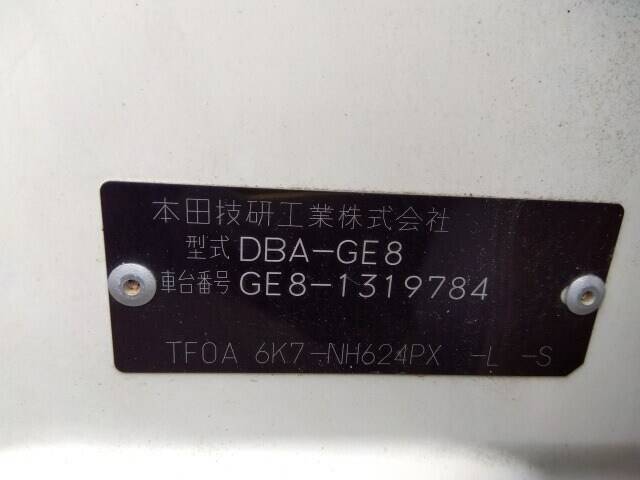 本田技研工業株式会社
型式 DBA-GE8
車台番号 GE8-1319784
TF0A 6K7-NH624PX -L -S